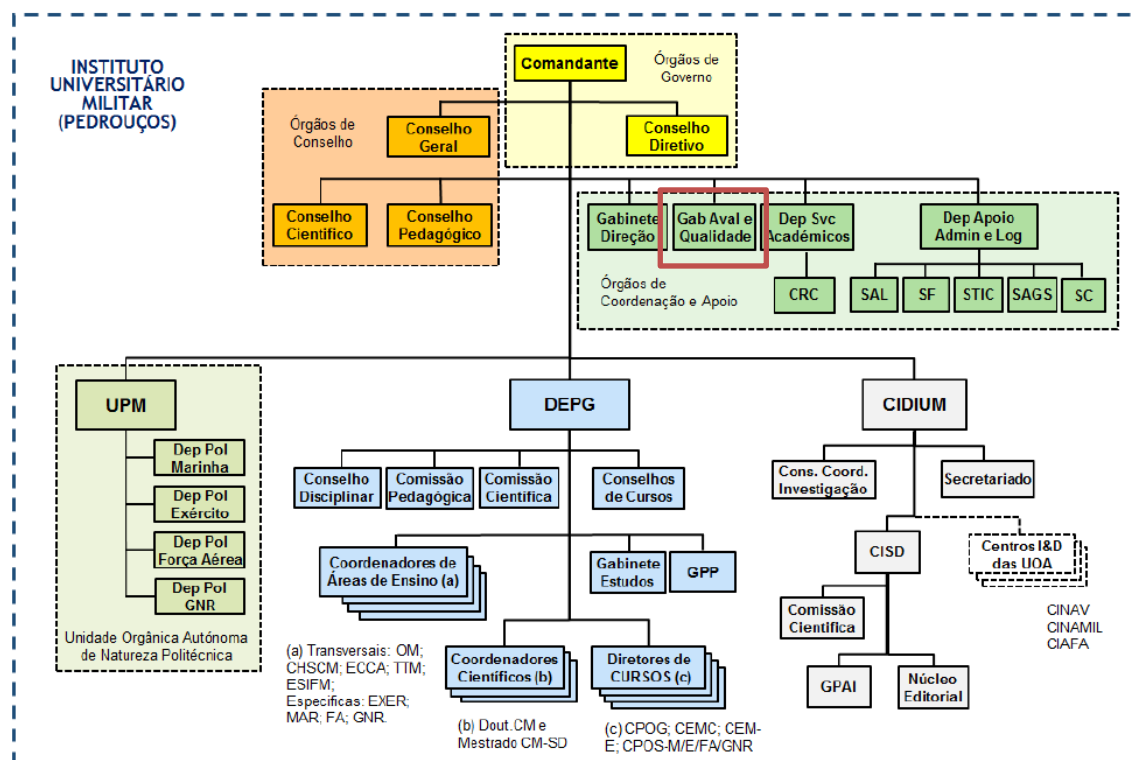 INSTITUTO
UNIVERSITÁRIO
MILITAR
(PEDROUÇOS)
Comandante
Órgãos de
Governo
Órgãos de
Conselho
Conselho
Geral
Conselho
Diretivo
Conselho
Científico
Conselho
Pedagógico
Gabinete
Direção
Gab Aval e
Qualidade
Dep Svc
Académicos
Dep Apoio
Admin e Log
Órgãos de
Coordenação e Apoio
CRC
SAL
SF
STIC
SAGS
SC
UPM
Dep Pol
Marinha
Dep Pol
Exército
Dep Pol
Força Aérea
Dep Pol
GNR
Unidade Orgânica Autónoma
de Natureza Politécnica
DEPG
Conselho
Disciplinar
Comissão
Pedagógica
Comissão
Científica
Conselhos
de Cursos
Coordenadores de
Áreas de Ensino (a)
Gabinete
Estudos
GPP
(a) Transversais: OM;
CHSCM; ECCA; TTM;
ESIFM;
Especificas: EXER;
MAR; FA; GNR.
Coordenadores
Científicos (b)
Diretores de
CURSOS (c)
(b) Dout.CM e
Mestrado CM-SD
(c) CPOG; CEMC; CEM-
E; CPOS-M/E/FA/GNR
CIDIUM
Cons. Coord.
Investigação
Secretariado
CISD
Centros I&D
das UOA
Comissão
Cientifica
CINAV
CINAMIL
CIAFA
GPAI
Núcleo
Editorial